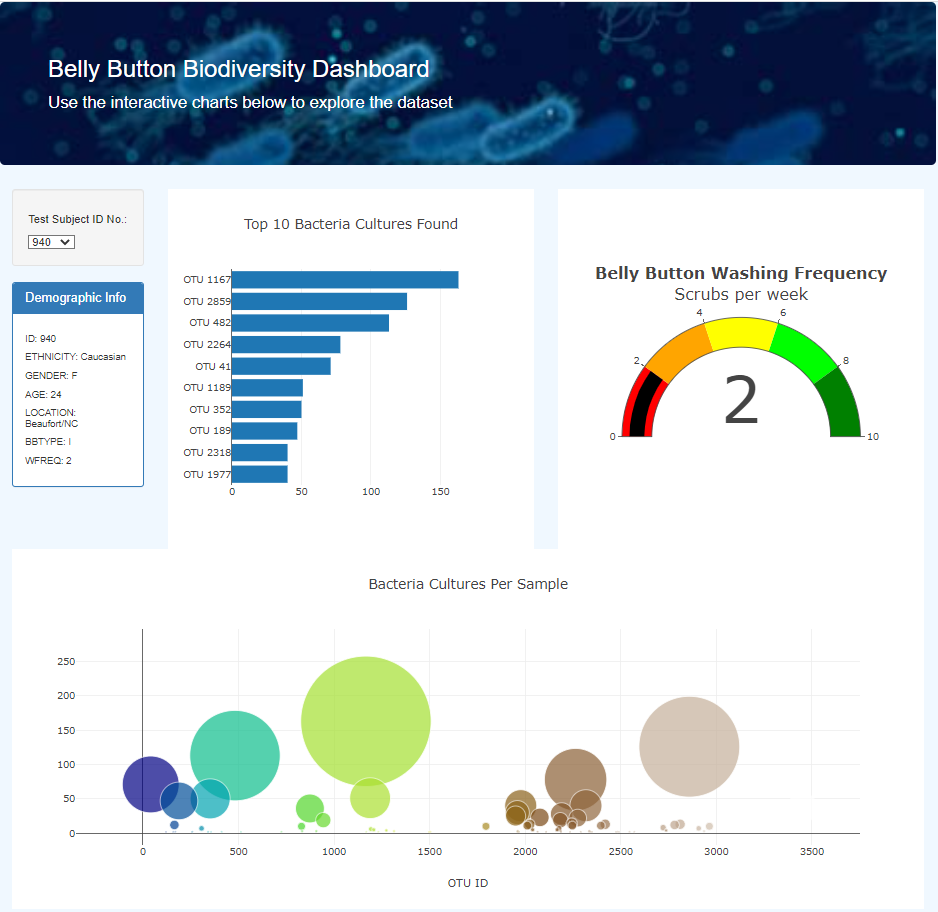 Belly Button Biodiversity Dashboard
Use the interactive charts below to explore the dataset
Test Subject ID No.:
940
Demographic Info
ID: 940
ETHNICITY: Caucasian
GENDER: F
AGE: 24
LOCATION:
Beaufort/NC
BBTYPE: I
WFREQ: 2
Top 10 Bacteria Cultures Found
OTU 1167
OTU 2859
OTU 482
OTU 2264
OTU 41
OTU 1189
OTU 352
OTU 189
OTU 2318
OTU 1977
0 50 100 150
Belly Button Washing Frequency
Scrubs per week
4 6
2 8
2
0 10
Bacteria Cultures Per Sample
250
200
150
100
50
0
0 500 1000 1500 2000 2500 3000 3500
OTU ID